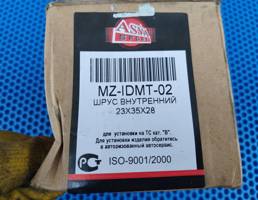 ASVA
MZ-IDMT-02
ШРУС ВНУТРЕННИЙ
23X35X28
для установки на ТС кат. "В".
Для установки изделия обратитесь
в авторизованный автосервис.
РСТ
ISO-9001/2000